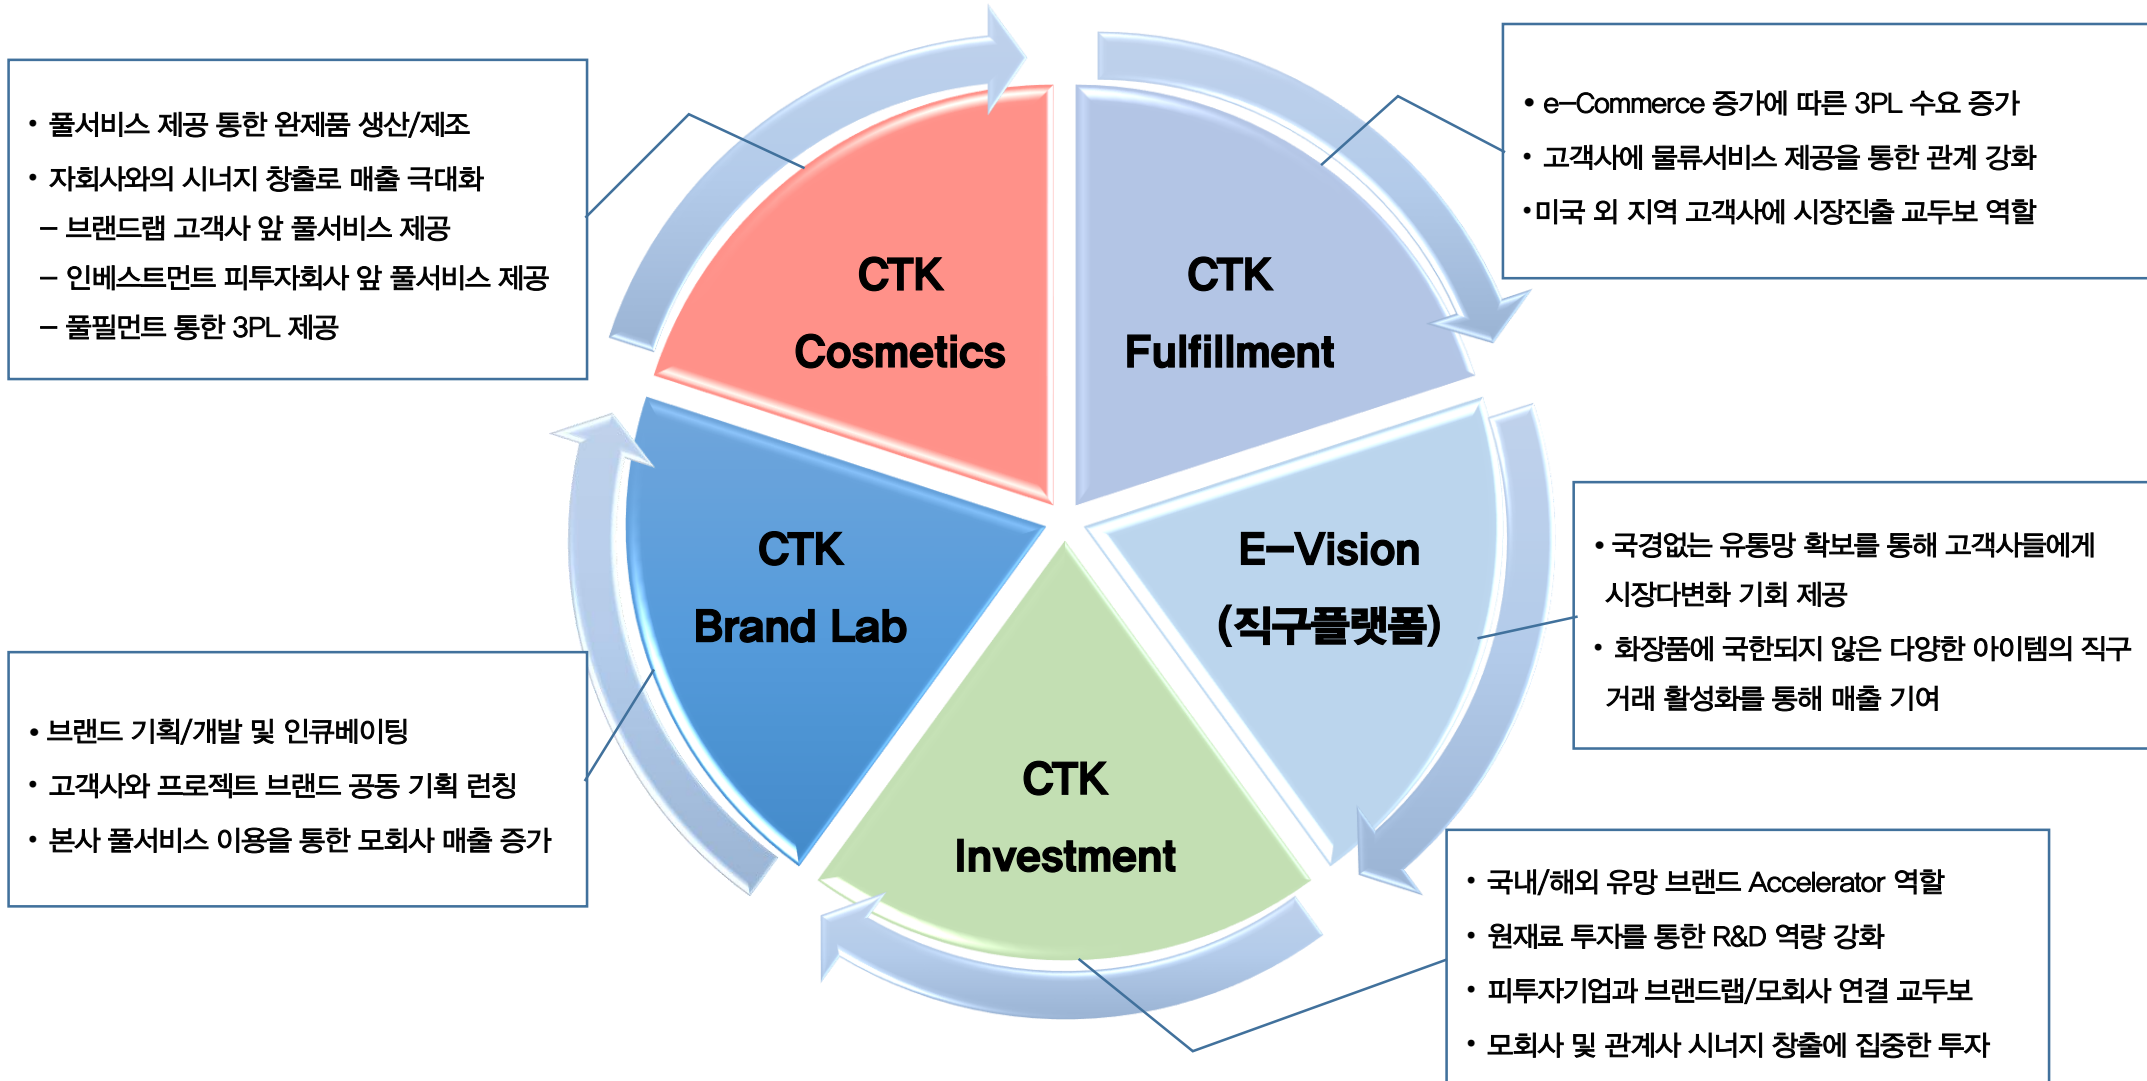 • 풀서비스 제공 통한 완제품 생산/제조
• 자회사와의 시너지 창출로 매출 극대화
– 브랜드랩 고객사 앞 풀서비스 제공
– 인베스트먼트 피투자회사 앞 풀서비스 제공
– 풀필먼트 통한 3PL 제공
• e–Commerce 증가에 따른 3PL 수요 증가
• 고객사에 물류서비스 제공을 통한 관계 강화
•미국 외 지역 고객사에 시장진출 교두보 역할
CTK
Cosmetics
CTK
Fulfillment
CTK
Brand Lab
E–Vision
(직구플랫폼)
CTK
Investment
• 국경없는 유통망 확보를 통해 고객사들에게
시장다변화 기회 제공
• 화장품에 국한되지 않은 다양한 아이템의 직구
거래 활성화를 통해 매출 기여
• 브랜드 기획/개발 및 인큐베이팅
• 고객사와 프로젝트 브랜드 공동 기획 런칭
• 본사 풀서비스 이용을 통한 모회사 매출 증가
• 국내/해외 유망 브랜드 Accelerator 역할
• 원재료 투자를 통한 R&D 역량 강화
• 피투자기업과 브랜드랩/모회사 연결 교두보
• 모회사 및 관계사 시너지 창출에 집중한 투자